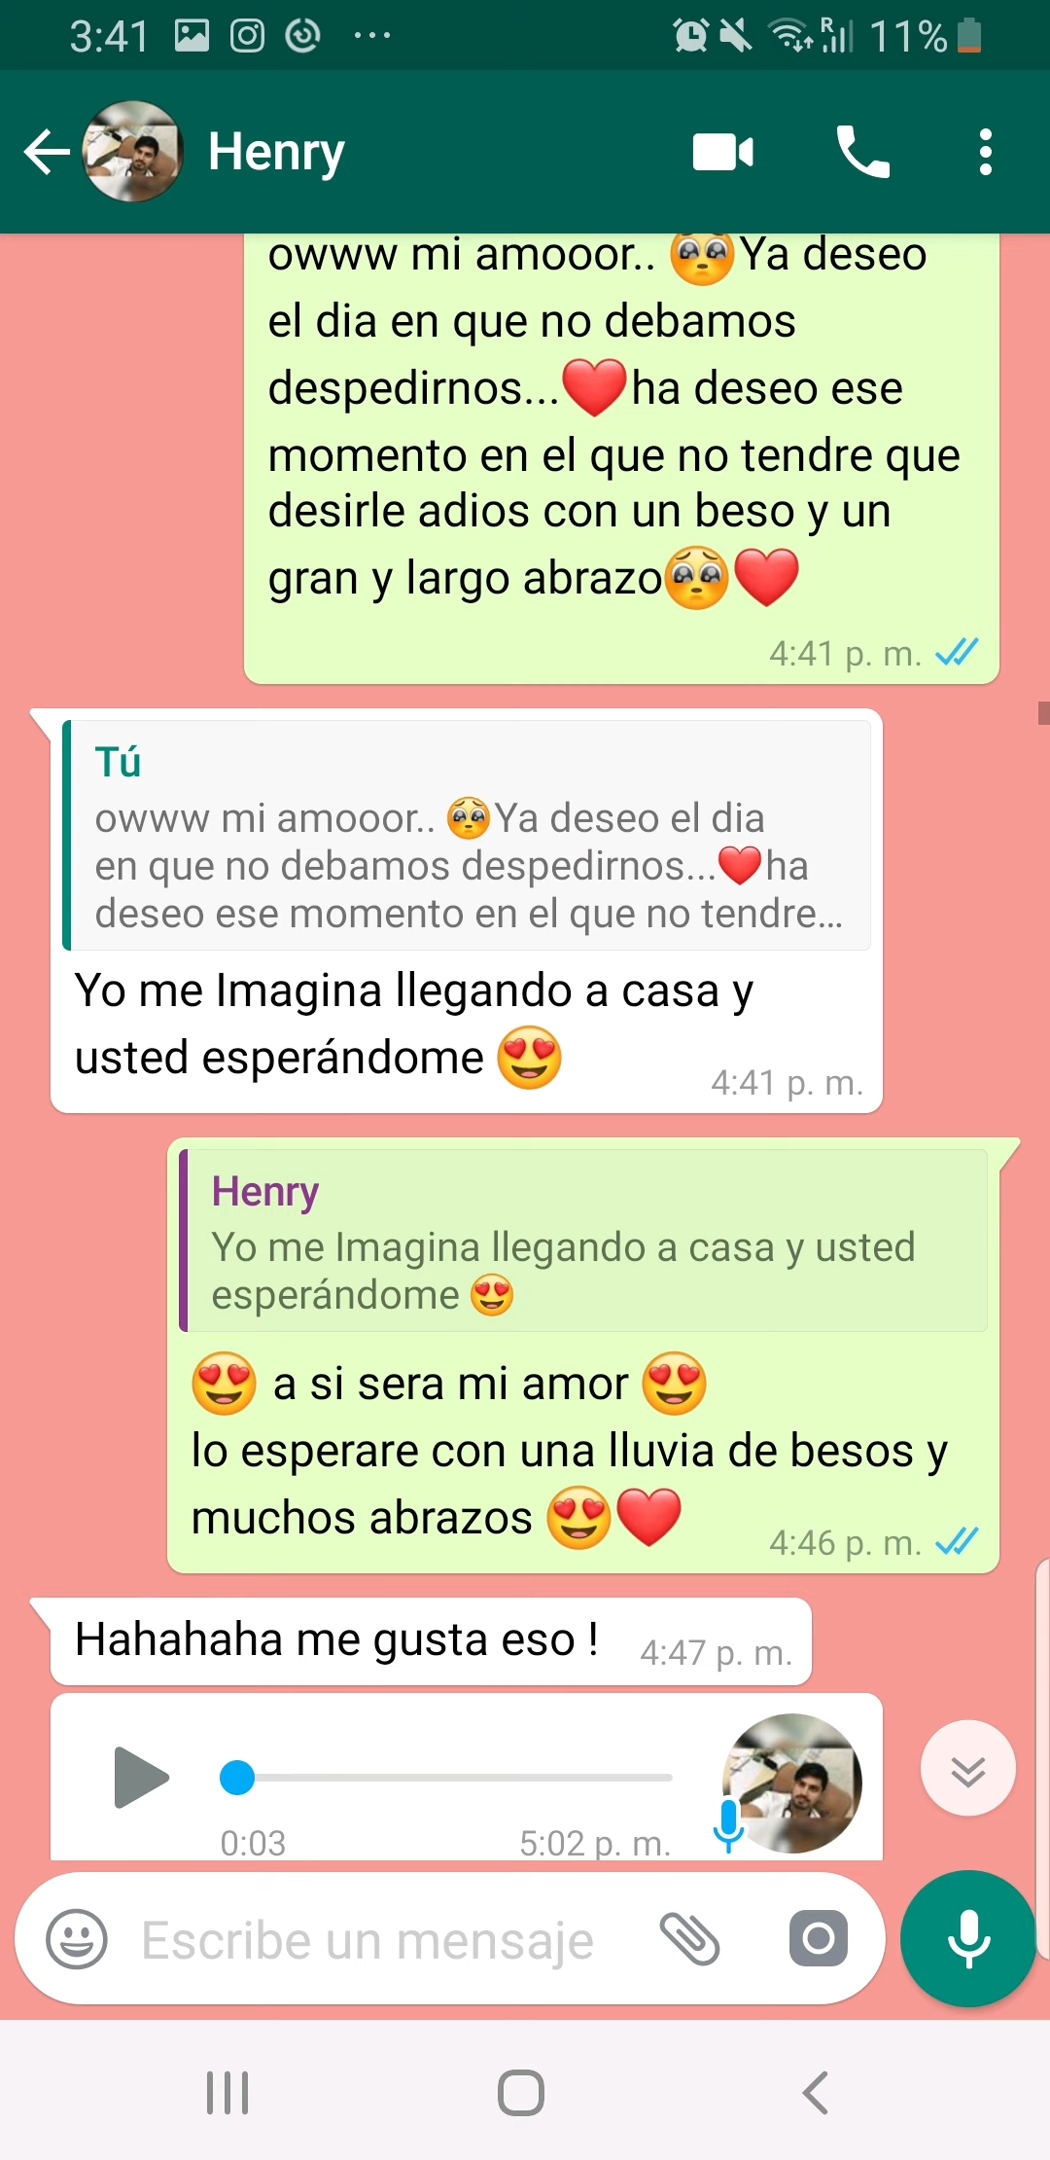 3:41 11%
Henry
owww mi amooor.. 🥺Ya deseo
el dia en que no debamos
despedirnos...❤️ha deseo ese
momento en el que no tendre que
desirle adios con un beso y un
gran y largo abrazo🥺❤️
4:41 p. m.
Tú
owww mi amooor.. 🥺Ya deseo el dia
en que no debamos despedirnos...❤️ha
deseo ese momento en el que no tendre...
Yo me Imagina llegando a casa y
usted esperándome 😍
4:41 p. m.
Henry
Yo me Imagina llegando a casa y usted
esperándome 😍
😍 a si sera mi amor 😍
lo esperare con una lluvia de besos y
muchos abrazos 😍❤️
4:46 p. m.
Hahahaha me gusta eso ! 4:47 p. m.
0:03 5:02 p. m.
Escribe un mensaje